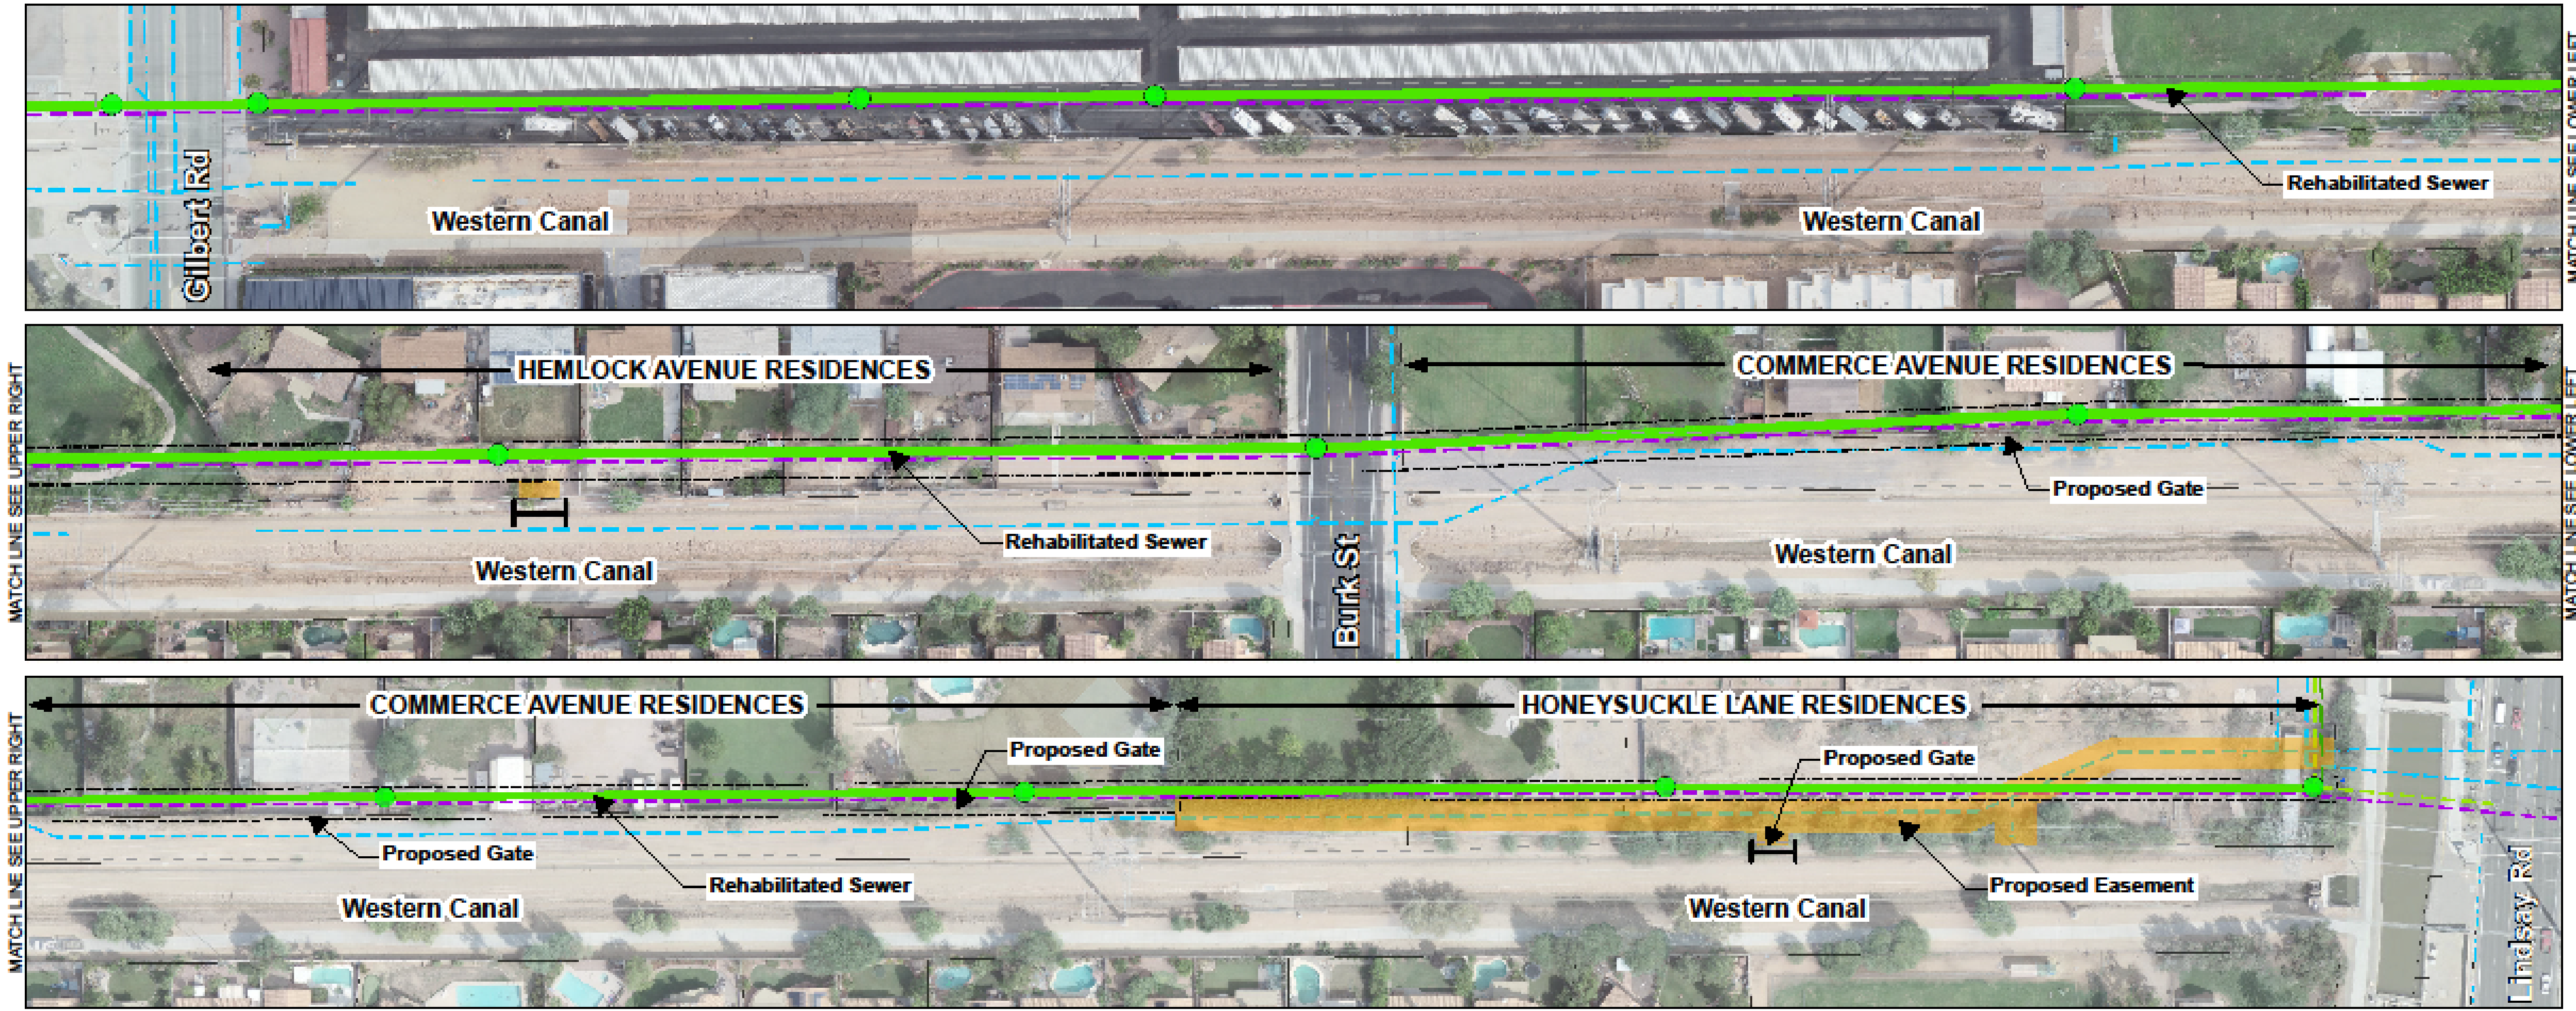 MATCH LINE SEE LOWER LEFT
Rehabilitated Sewer
Western Canal
Western Canal
Gilbert Rd
MATCH LINE SEE UPPER RIGHT
HEMLOCK AVENUE RESIDENCES
COMMERCE AVENUE RESIDENCES
MATCH LINE SEE LOWER LEFT
Proposed Gate
Rehabilitated Sewer
Western Canal
Western Canal
Burk St
MATCH LINE SEE UPPER RIGHT
COMMERCE AVENUE RESIDENCES
HONEYSUCKLE LANE RESIDENCES
Proposed Gate
Proposed Gate
Proposed Gate
Rehabilitated Sewer
Proposed Easement
Western Canal
Western Canal
Lindsay Rd